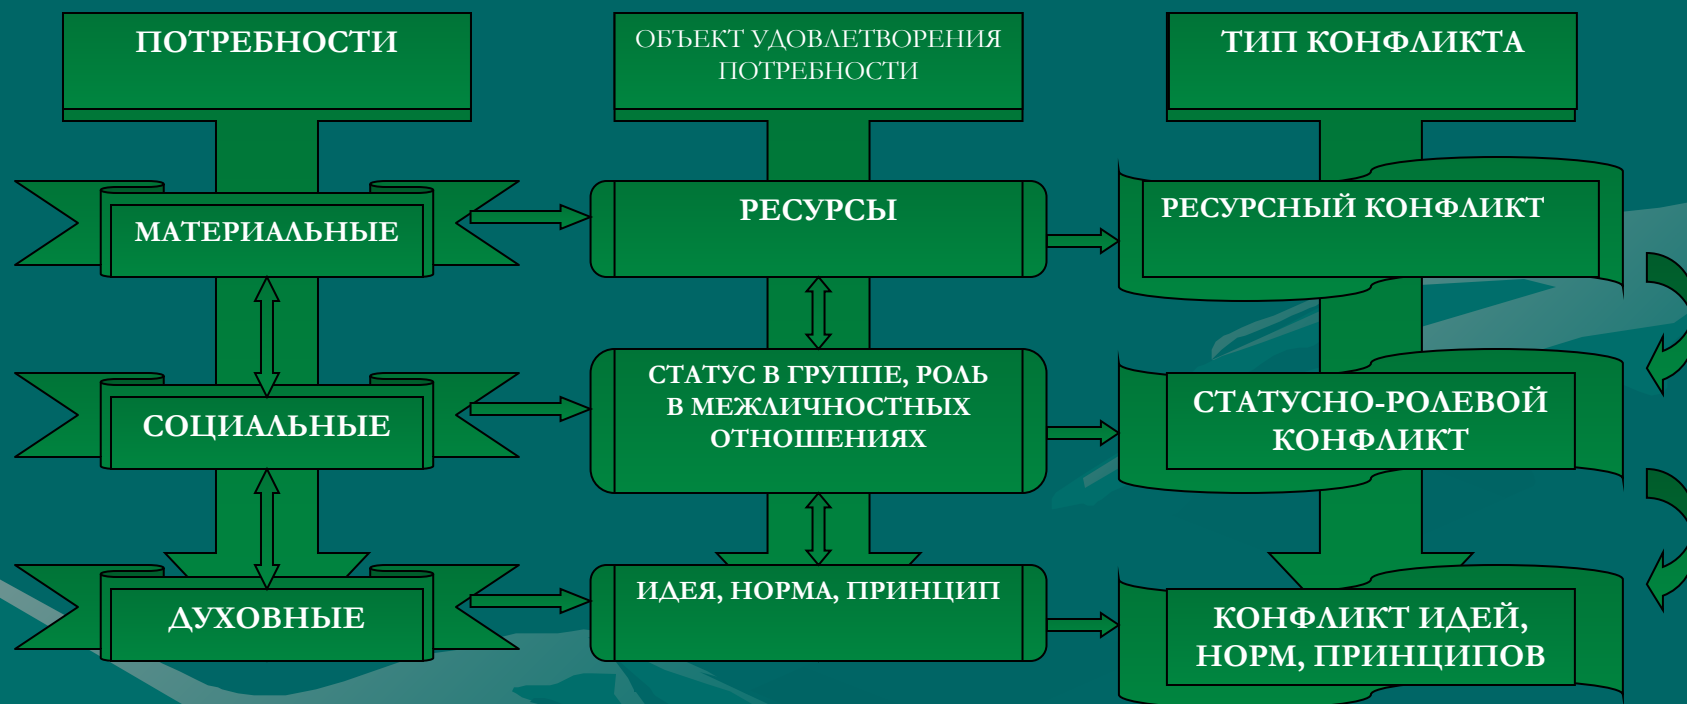 ПОТРЕБНОСТИ
ОБЪЕКТ УДОВЛЕТВОРЕНИЯ
ПОТРЕБНОСТИ
ТИП КОНФЛИКТА
МАТЕРИАЛЬНЫЕ
РЕСУРСЫ
РЕСУРСНЫЙ КОНФЛИКТ
СОЦИАЛЬНЫЕ
СТАТУС В ГРУППЕ, РОЛЬ
В МЕЖЛИЧНОСТНЫХ
ОТНОШЕНИЯХ
СТАТУСНО-РОЛЕВОЙ
КОНФЛИКТ
ДУХОВНЫЕ
ИДЕЯ, НОРМА, ПРИНЦИП
КОНФЛИКТ ИДЕЙ,
НОРМ, ПРИНЦИПОВ